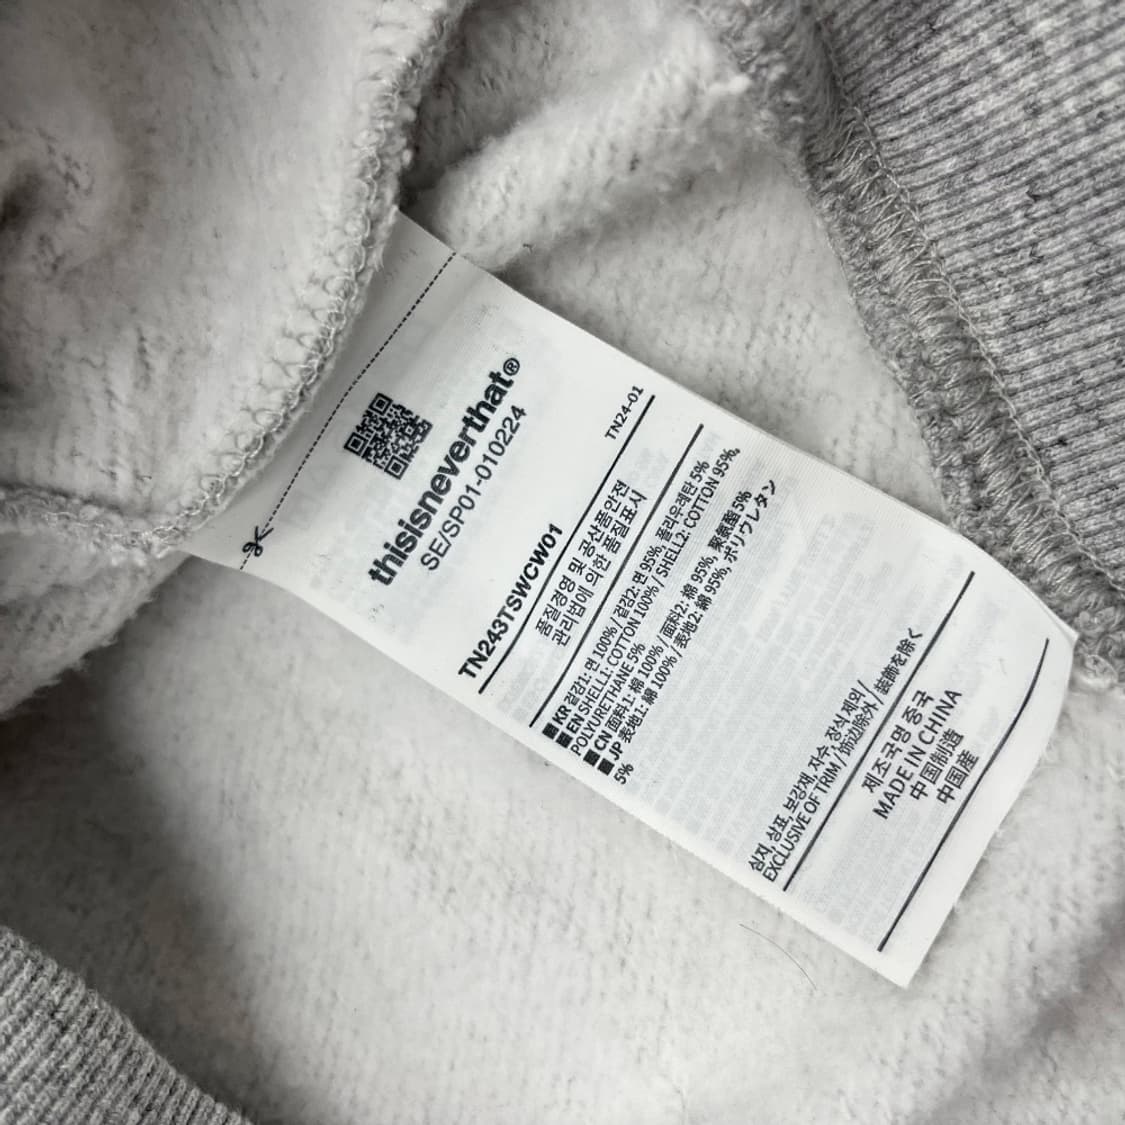 thisisneverthat®
SE/SP01-010224
TN243TSWCW01
TN24-01
품질경영 및 공산품안전
관리법에 의한 품질표시
■KR 겉감1: 면 100% / 겉감2: 면 95%, 폴리우레탄 5%
■EN SHELL1: COTTON 100% / SHELL2: COTTON 95%,
POLYURETHANE 5%
■CN 面料1: 棉 100% / 面料2: 棉 95%, 聚氨酯 5%
■JP 表地1: 綿 100% / 表地2: 綿 95%, ポリウレタン
5%
심지, 상표, 보강재, 자수, 장식 제외 /
EXCLUSIVE OF TRIM / 饰边除外 / 装飾を除く
제조국명 중국
MADE IN CHINA
中国制造
中国産